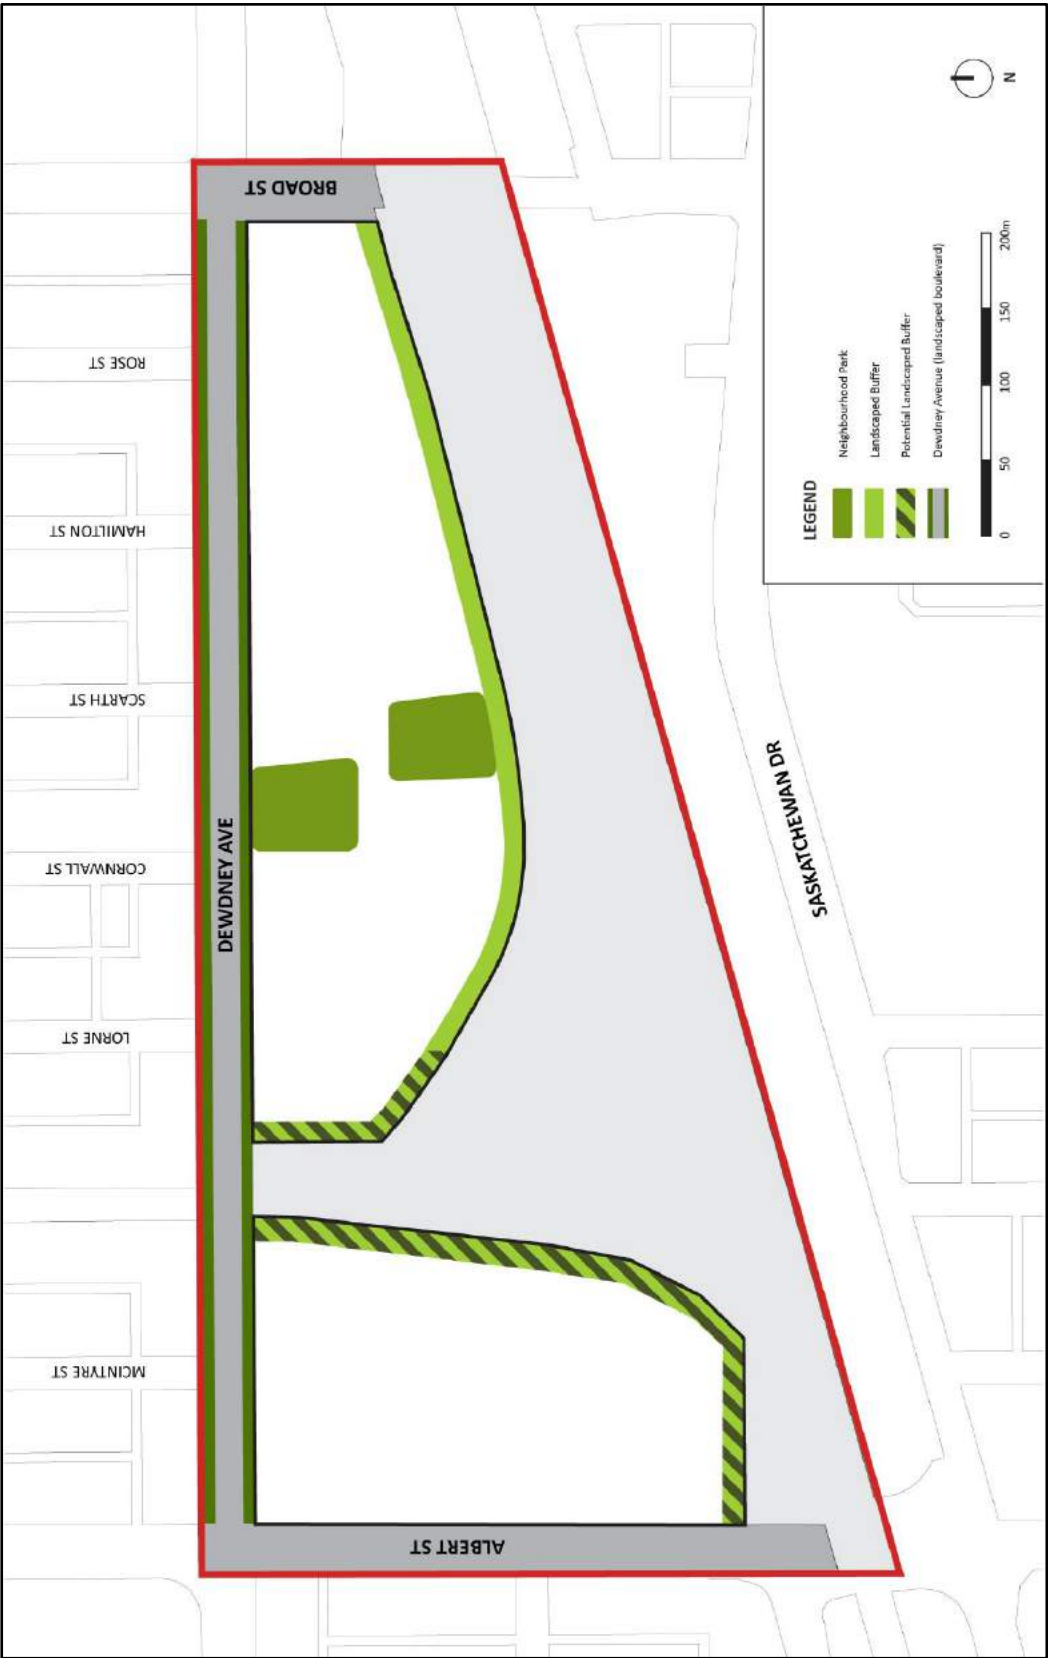 BROAD ST
ROSE ST
HAMILTON ST
SCARTH ST
CORNWALL ST
LORNE ST
MCINTYRE ST
DEWDNEY AVE
ALBERT ST
SASKATCHEWAN DR
N
LEGEND
Neighbourhood Park
Landscaped Buffer
Potential Landscaped Buffer
Dewdney Avenue (landscaped boulevard)
0 50 100 150 200m